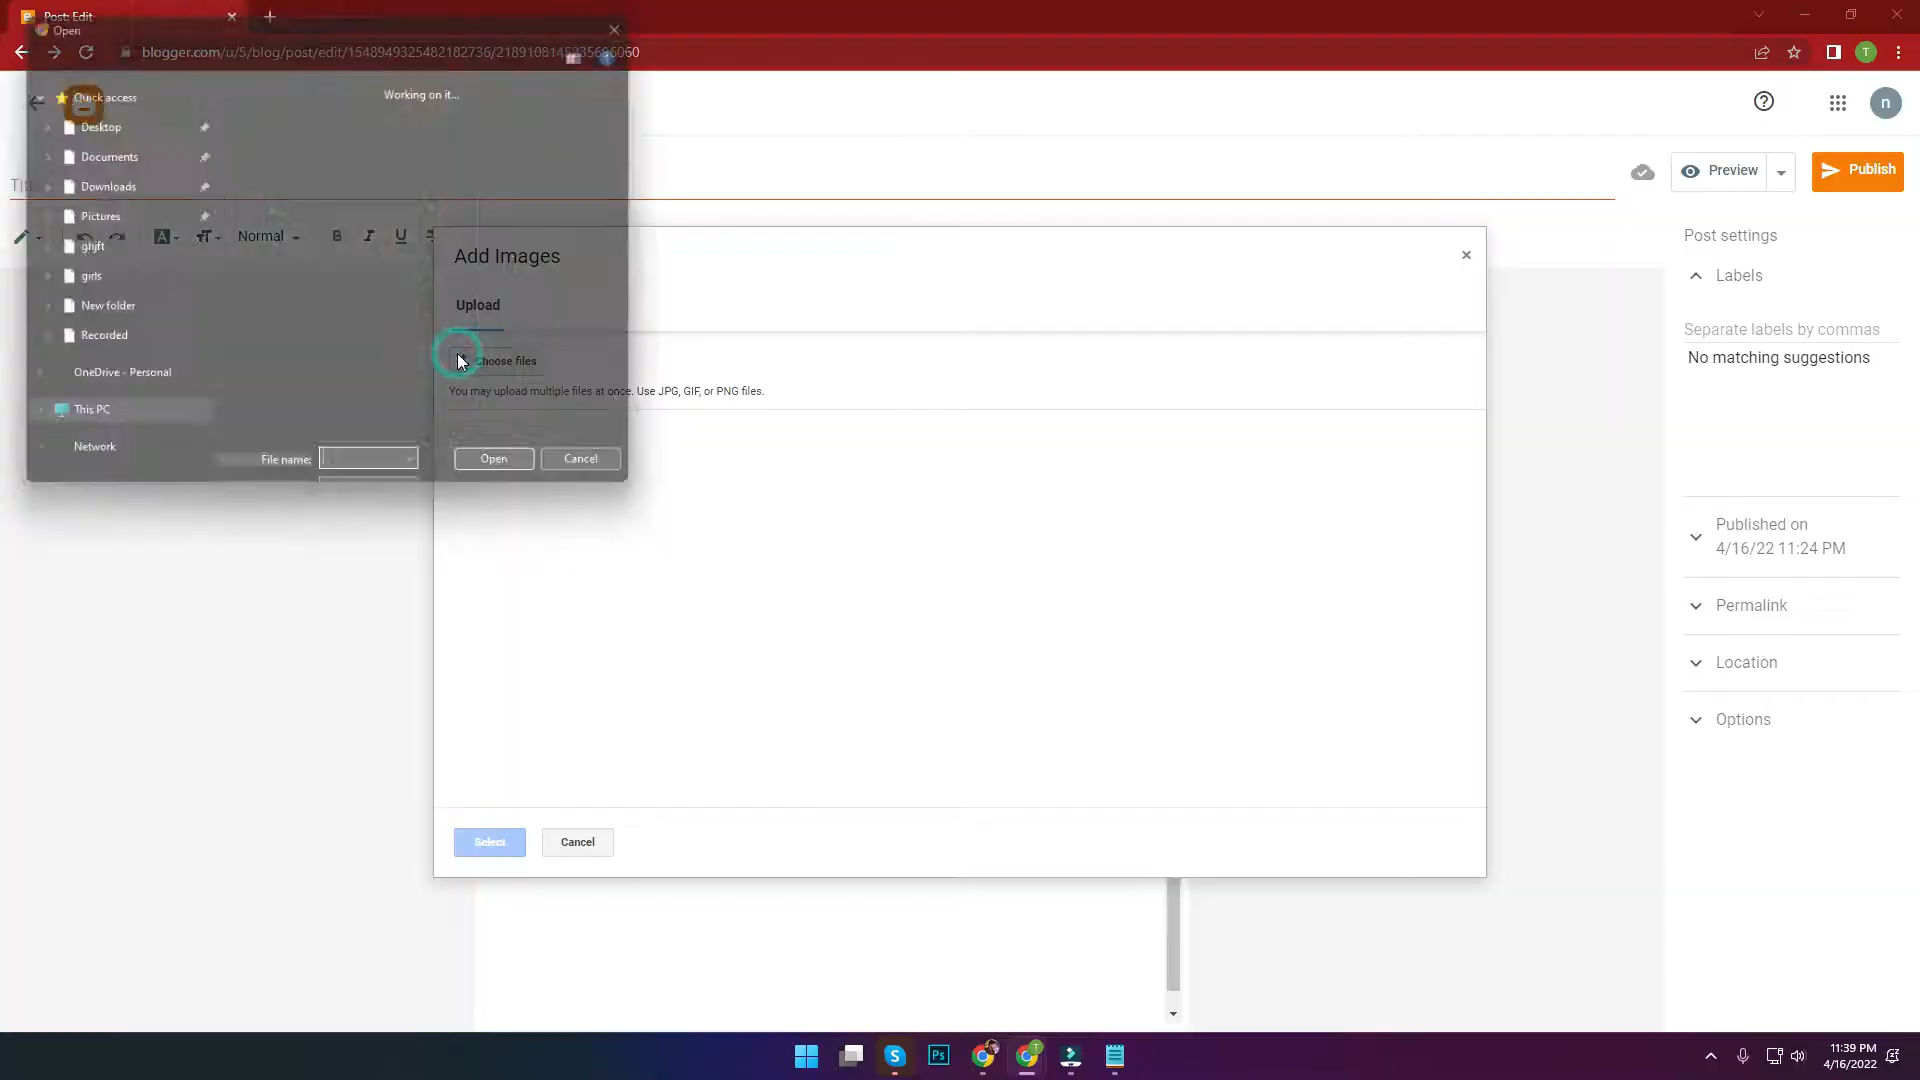 Post: Edit
Open
blogger.com/u/5/blog/post/edit/1548949325482182736/2189108145235696060
n
T
Quick access
Working on it...
Desktop
Documents
Downloads
Pictures
ghjft
girls
New folder
Recorded
OneDrive - Personal
This PC
Network
File name:
Open
Cancel
Preview
Publish
A
Normal
B
I
U
Add Images
Upload
Choose files
You may upload multiple files at once. Use JPG, GIF, or PNG files.
Select
Cancel
Post settings
Labels
Separate labels by commas
No matching suggestions
Published on
4/16/22 11:24 PM
Permalink
Location
Options
S
Ps
T
11:39 PM
4/16/2022